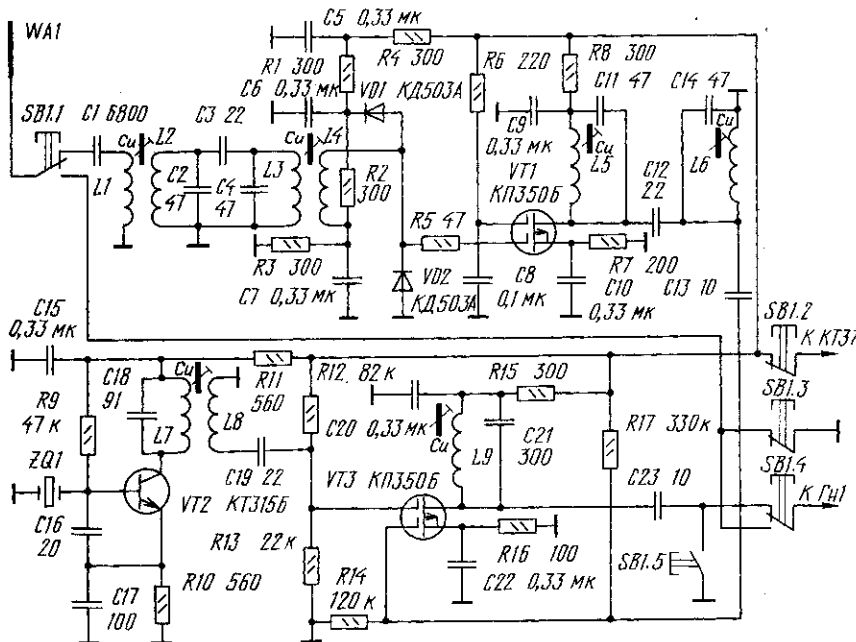 C5 0,33 мк
WA1
R4 300
R1 300
C6 0,33 мк
VD1 КД503А
R6 220
R8 300
C11 47
C14 47
SB1.1
C1 6800
Cu
L2
C3 22
Cu
L4
L1
C2 47
C4 47
L3
R2 300
C9 0,33 мк
VT1 КП350Б
Cu
L5
Cu
L6
C12 22
R5 47
R3 300
C7 0,33 мк
VD2 КД503А
C8 0,1 мк
R7 200
C10 0,33 мк
C13 10
SB1.2
К КТ37
C15 0,33 мк
C18 91
Cu
R11 560
R12 82 к
R15 300
SB1.3
R9 47 к
L7
L8
C20 0,33 мк
Cu
L9
C21 300
R17 330 к
SB1.4
К Гн1
ZQ1
C19 22
VT3 КП350Б
C23 10
VT2 КТ315Б
C16 20
R13 22 к
R16 100
SB1.5
C17 100
R10 560
R14 120 к
C22 0,33 мк